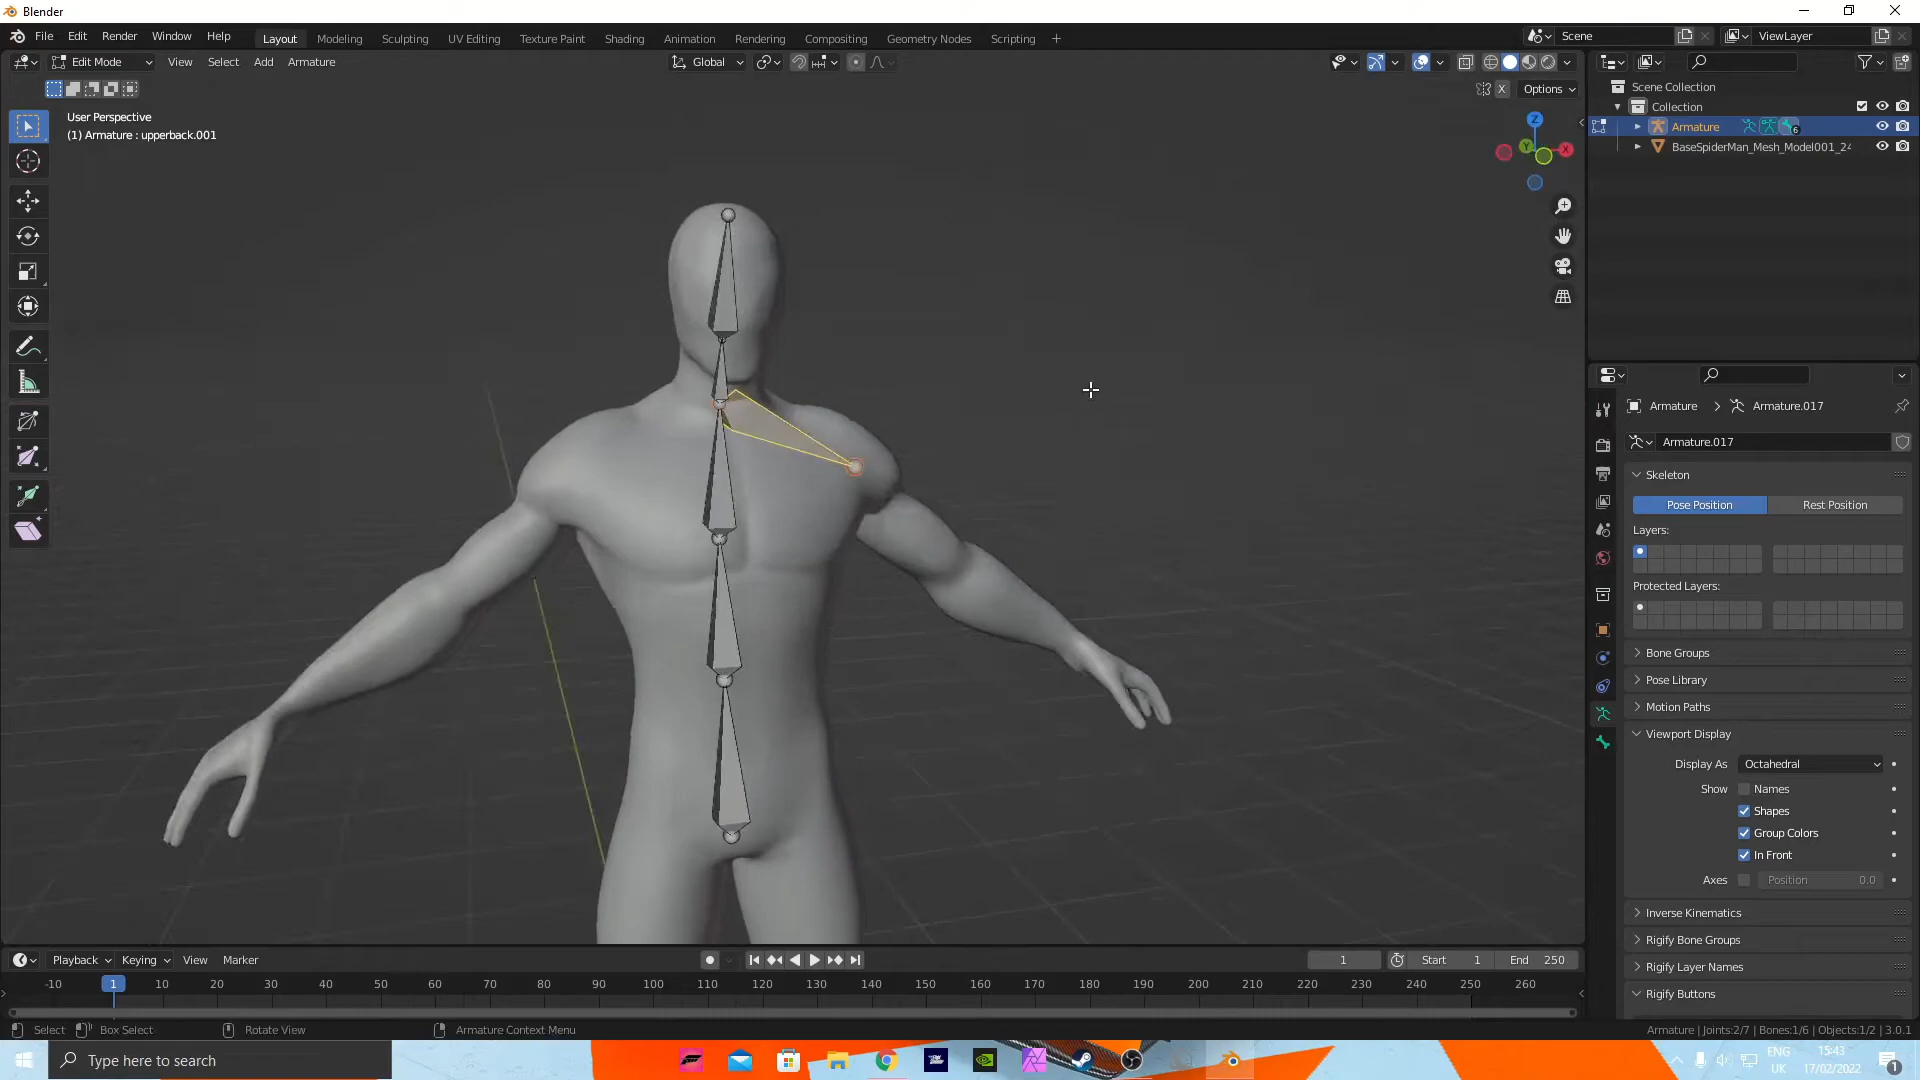 Blender
File Edit Render Window Help
Layout Modeling Sculpting UV Editing Texture Paint Shading Animation Rendering Compositing Geometry Nodes Scripting +
Scene
ViewLayer
Edit Mode View Select Add Armature
Global
X Options
User Perspective
(1) Armature : upperback.001
Z
Y
X
Scene Collection
Collection
Armature 6
BaseSpiderMan_Mesh_Model001_24
Armature > Armature.017
Armature.017
Skeleton
Pose Position Rest Position
Layers:
Protected Layers:
Bone Groups
Pose Library
Motion Paths
Viewport Display
Display As Octahedral
Show Names
Shapes
Group Colors
In Front
Axes Position 0.0
Inverse Kinematics
Rigify Bone Groups
Rigify Layer Names
Rigify Buttons
Playback Keying View Marker
1 Start 1 End 250
-10 1 10 20 30 40 50 60 70 80 90 100 110 120 130 140 150 160 170 180 190 200 210 220 230 240 250 260
Select Box Select Rotate View Armature Context Menu
Armature | Joints:2/7 | Bones:1/6 | Objects:1/2 | 3.0.1
Type here to search
ENG
UK
15:43
17/02/2022
1